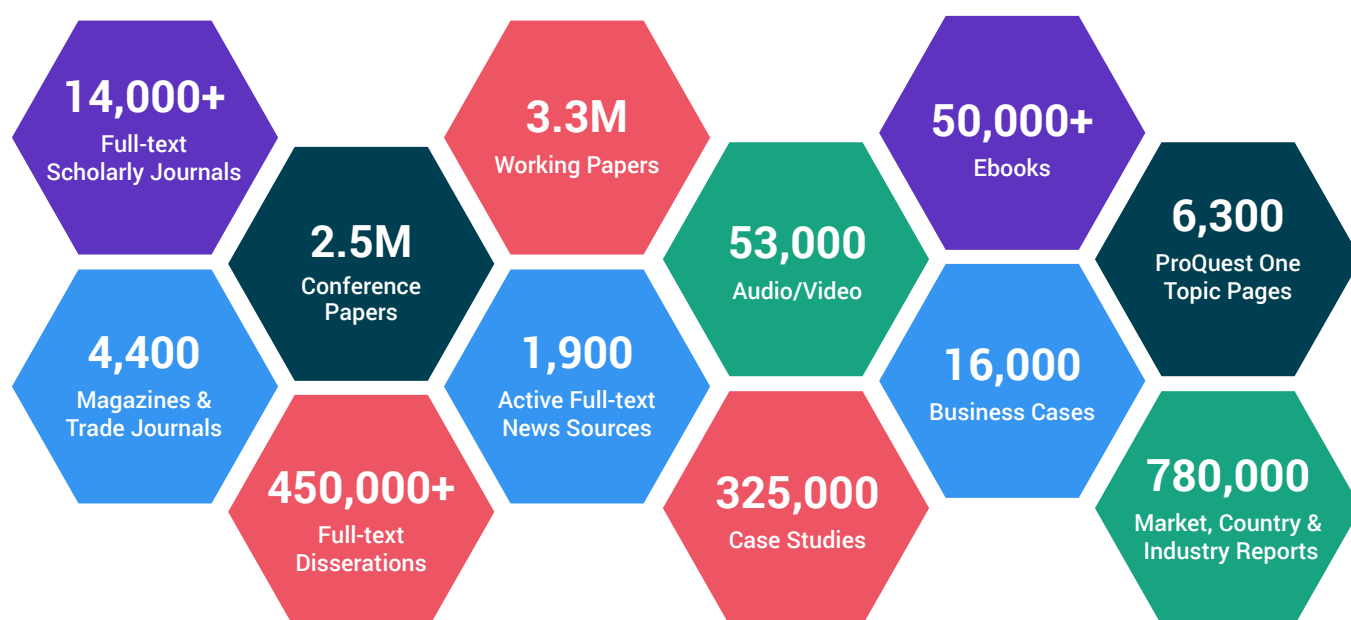 14,000+
Full-text
Scholarly Journals
3.3M
Working Papers
50,000+
Ebooks
2.5M
Conference
Papers
53,000
Audio/Video
6,300
ProQuest One
Topic Pages
4,400
Magazines &
Trade Journals
1,900
Active Full-text
News Sources
16,000
Business Cases
450,000+
Full-text
Disserations
325,000
Case Studies
780,000
Market, Country &
Industry Reports